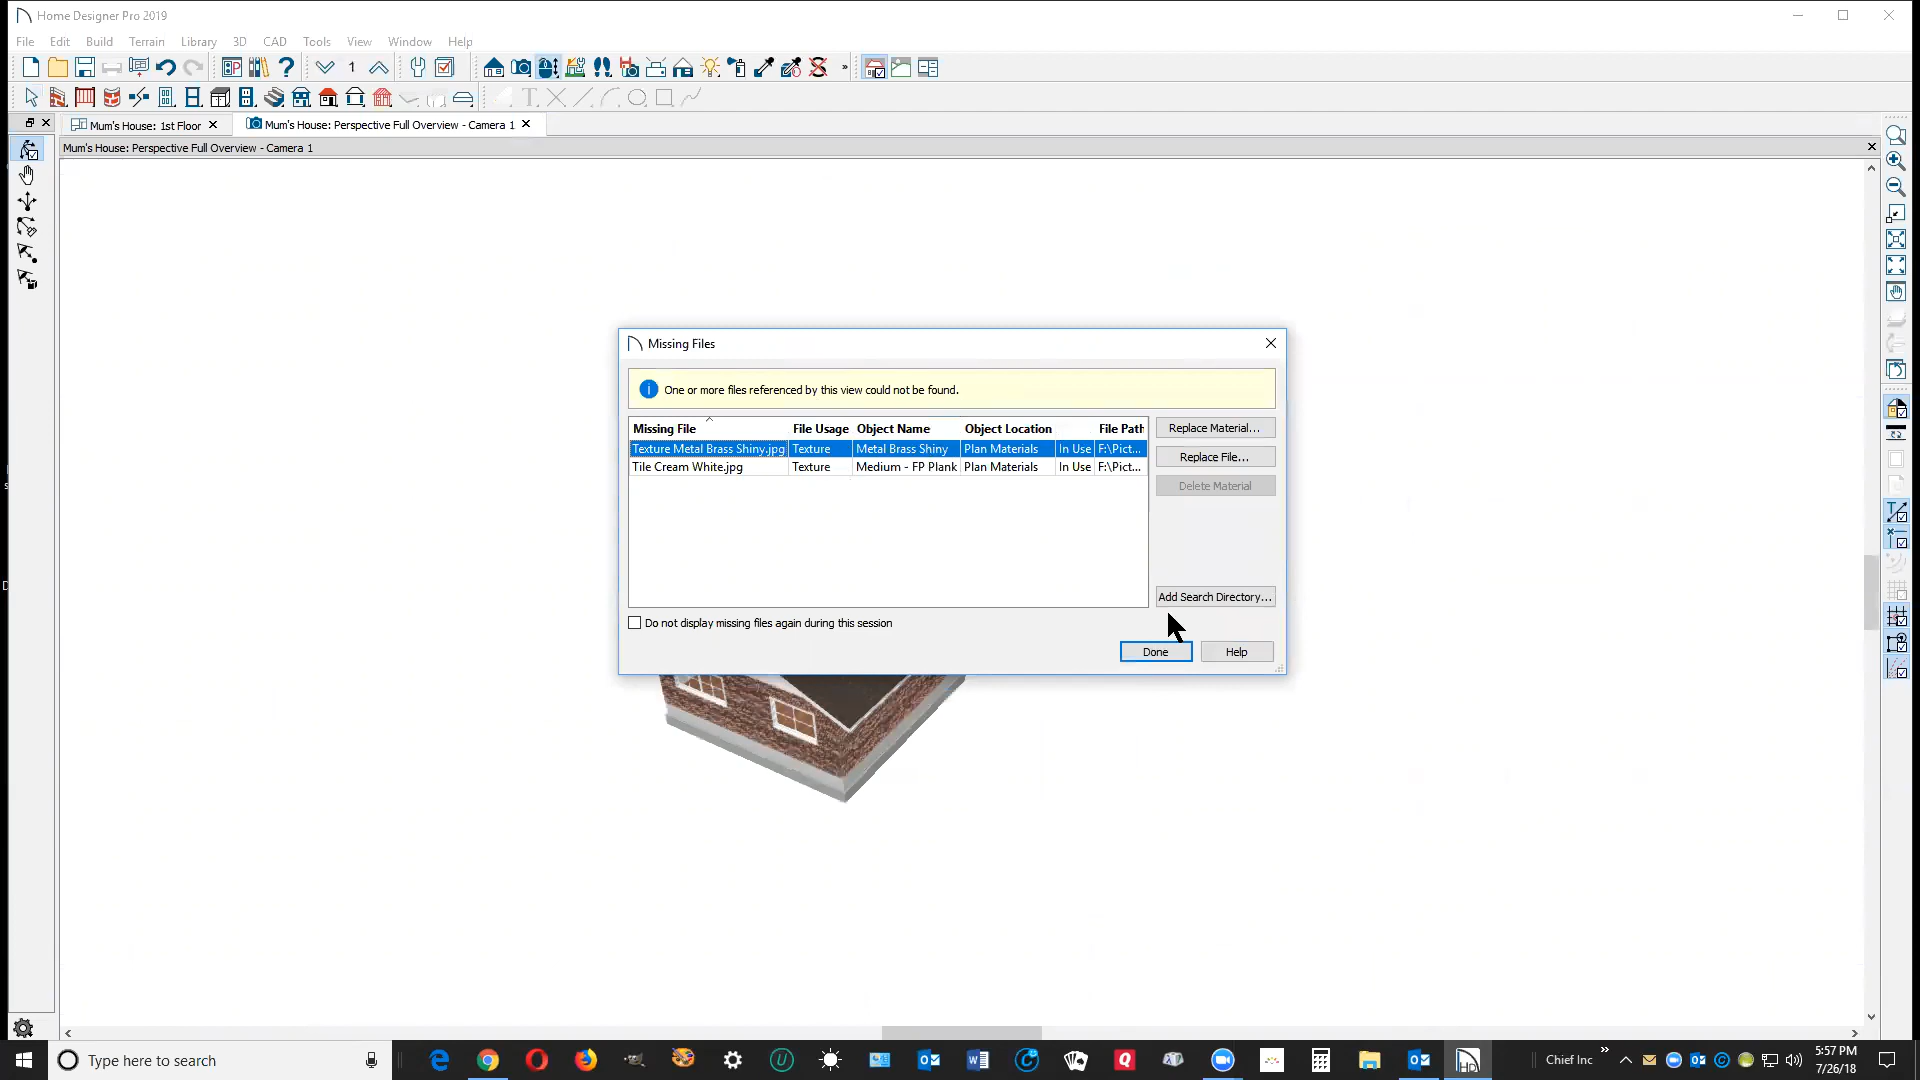 Home Designer Pro 2019
File Edit Build Terrain Library 3D CAD Tools View Window Help
1
Mum's House: 1st Floor Mum's House: Perspective Full Overview - Camera 1
Mum's House: Perspective Full Overview - Camera 1
Missing Files
One or more files referenced by this view could not be found.
Missing File File Usage Object Name Object Location File Path
Texture Metal Brass Shiny.jpg Texture Metal Brass Shiny Plan Materials In Use F:\Pict...
Tile Cream White.jpg Texture Medium - FP Plank Plan Materials In Use F:\Pict...
Replace Material...
Replace File...
Delete Material
Add Search Directory...
Do not display missing files again during this session
Done Help
Type here to search
Chief Inc
5:57 PM
7/26/18